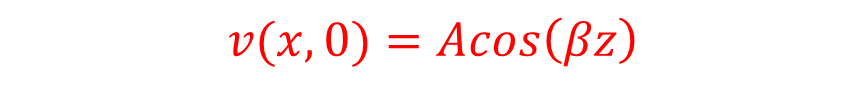 v(x, 0) = Acos(βz)